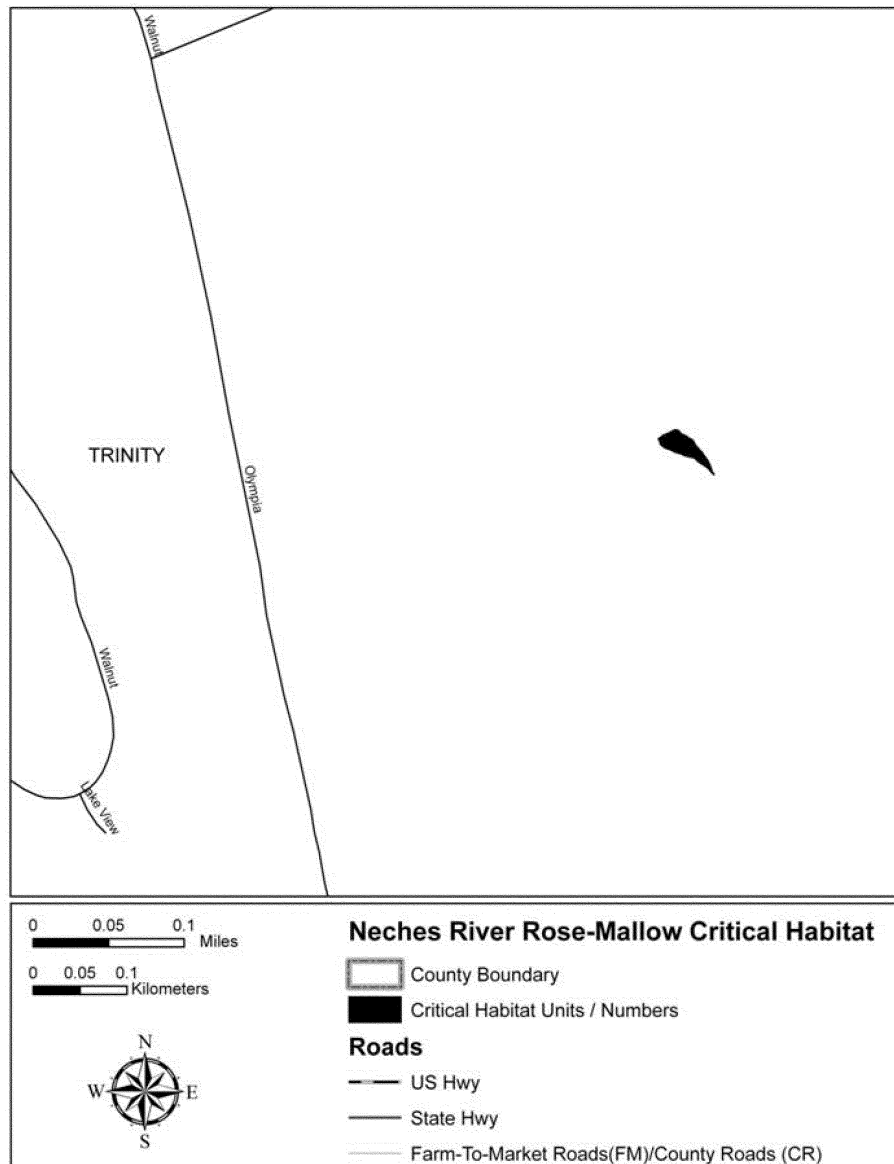 Walnut
TRINITY
Olympia
Walnut
Lake View
0 0.05 0.1
Miles
0 0.05 0.1
Kilometers
N
W E
S
Neches River Rose-Mallow Critical Habitat
County Boundary
Critical Habitat Units / Numbers
Roads
US Hwy
State Hwy
Farm-To-Market Roads(FM)/County Roads (CR)